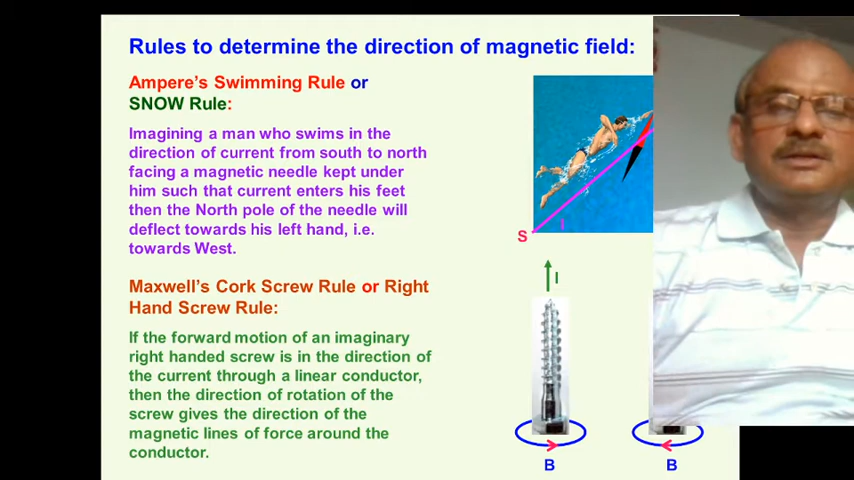 Rules to determine the direction of magnetic field:
Ampere's Swimming Rule or
SNOW Rule:
Imagining a man who swims in the
direction of current from south to north
facing a magnetic needle kept under
him such that current enters his feet
then the North pole of the needle will
deflect towards his left hand, i.e.
towards West.
S
I
Maxwell's Cork Screw Rule or Right
Hand Screw Rule:
If the forward motion of an imaginary
right handed screw is in the direction of
the current through a linear conductor,
then the direction of rotation of the
screw gives the direction of the
magnetic lines of force around the
conductor.
I
B
B